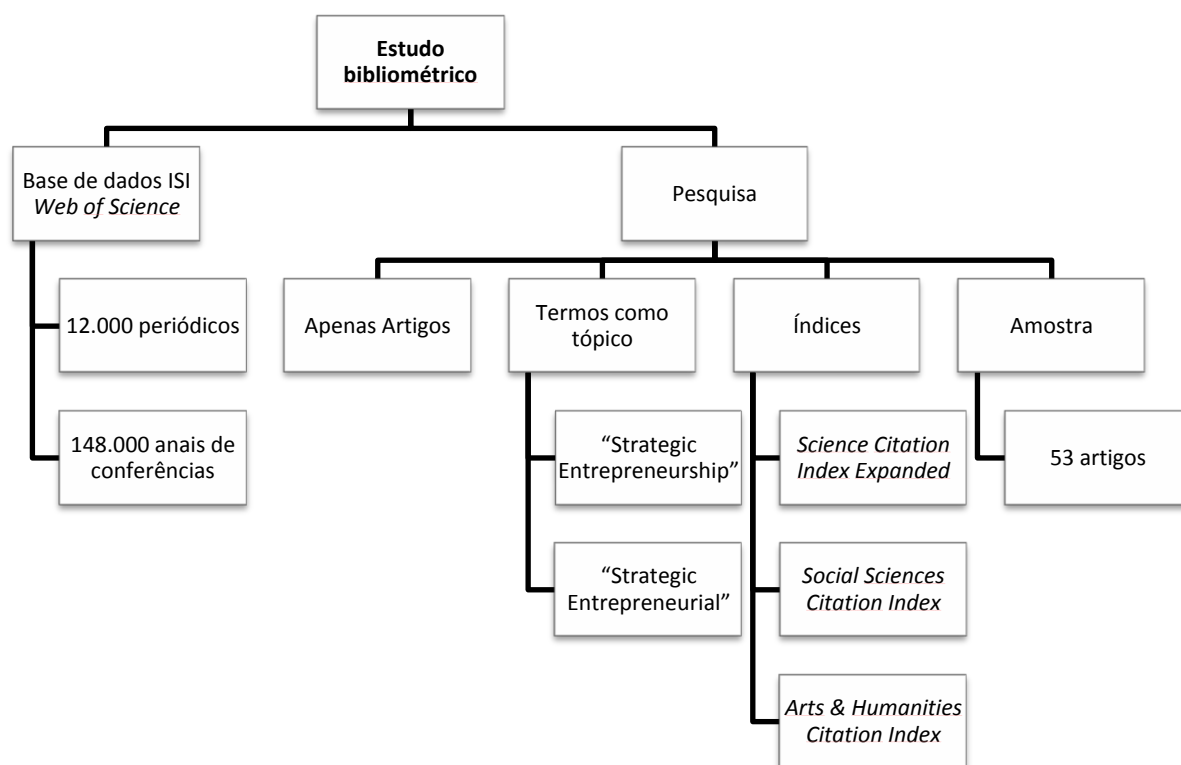 Estudo
bibliométrico
Base de dados ISI
Web of Science
Pesquisa
12.000 periódicos
148.000 anais de
conferências
Apenas Artigos
Termos como
tópico
“Strategic
Entrepreneurship”
“Strategic
Entrepreneurial”
Índices
Science Citation
Index Expanded
Social Sciences
Citation Index
Arts & Humanities
Citation Index
Amostra
53 artigos